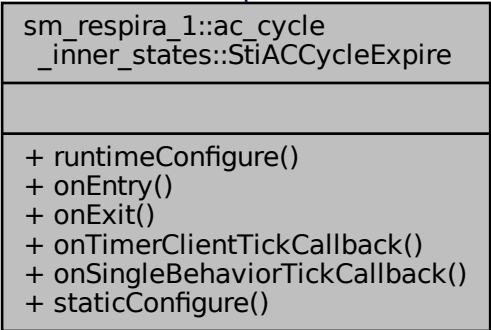 sm_respira_1::ac_cycle
_inner_states::StiACCycleExpire
+ runtimeConfigure()
+ onEntry()
+ onExit()
+ onTimerClientTickCallback()
+ onSingleBehaviorTickCallback()
+ staticConfigure()